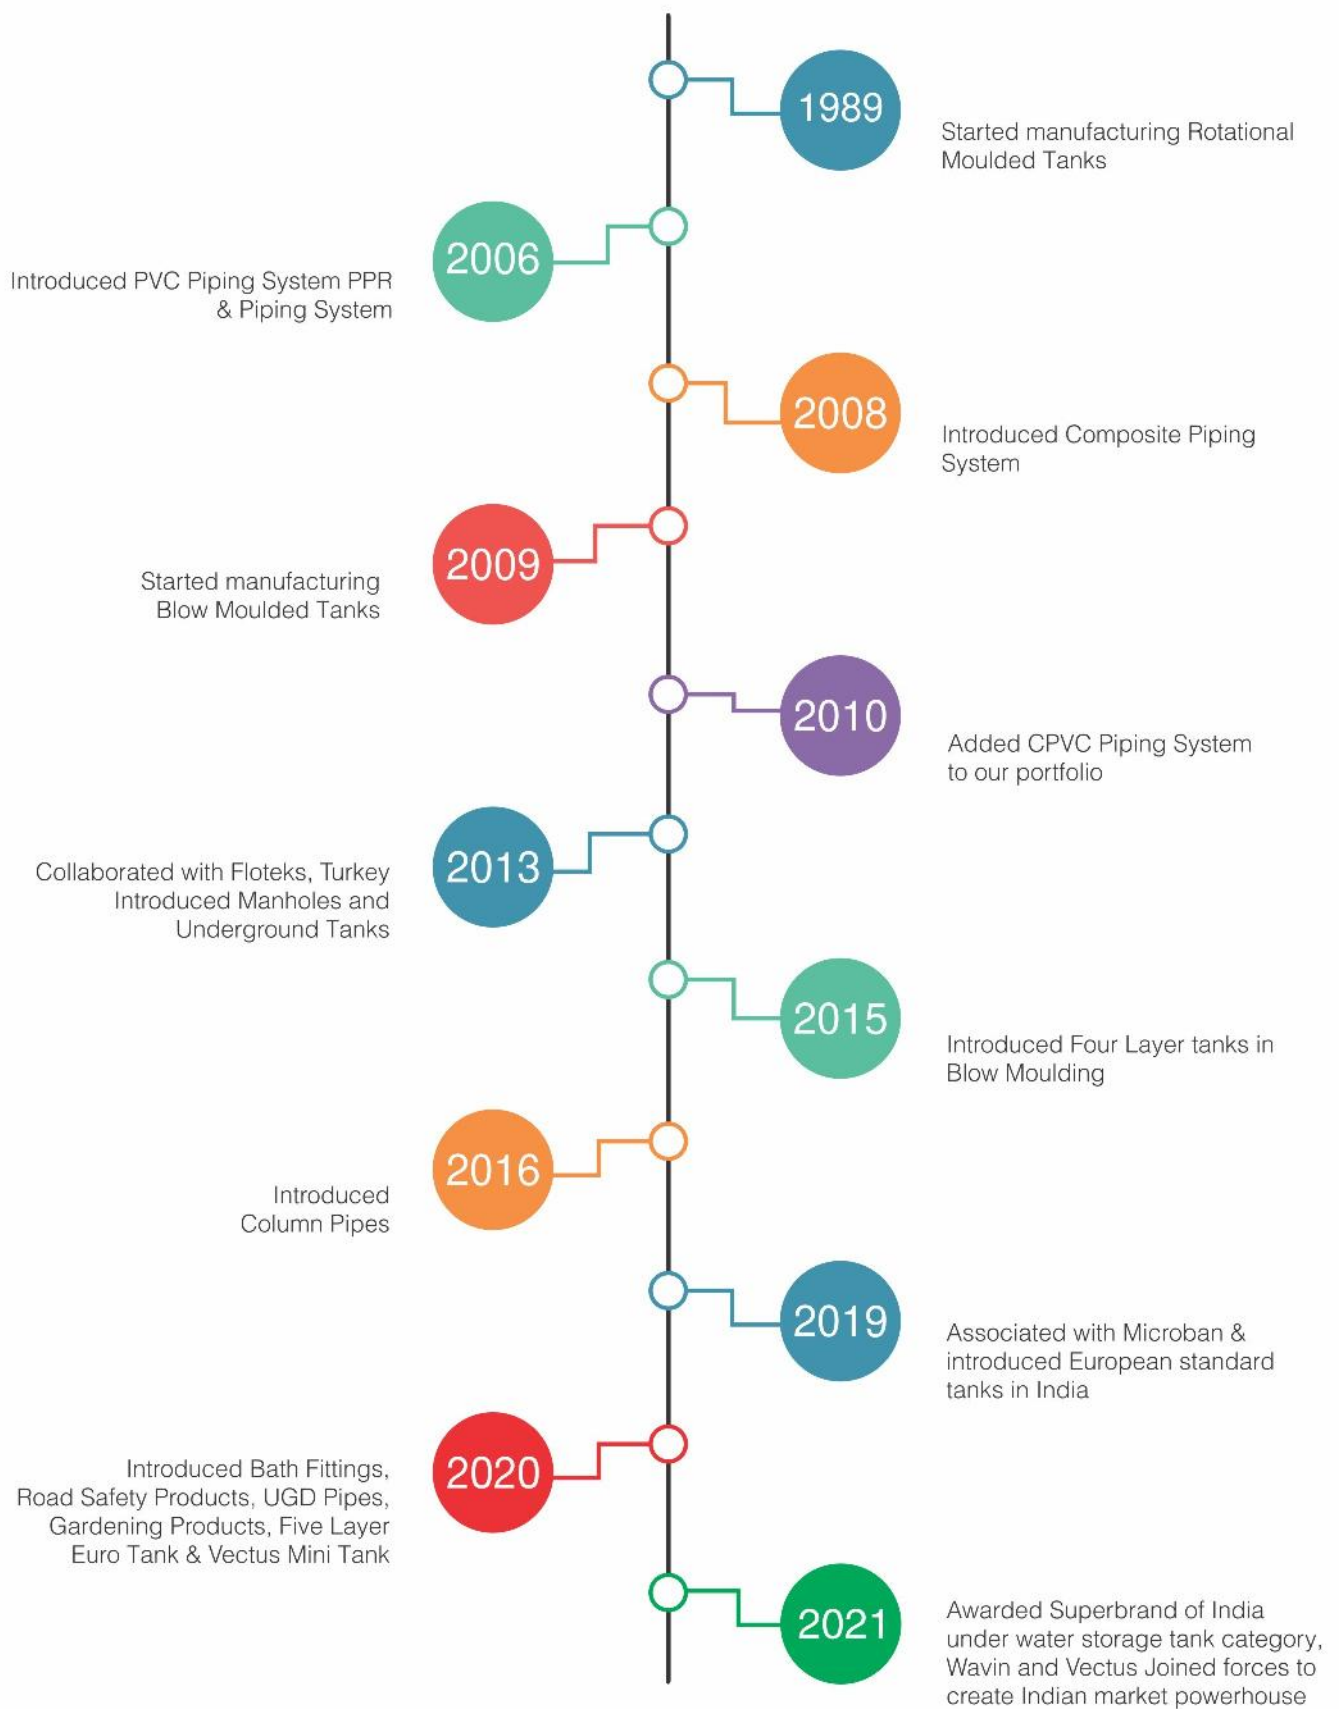 1989
Started manufacturing Rotational
Moulded Tanks
2006
Introduced PVC Piping System PPR
& Piping System
2008
Introduced Composite Piping
System
2009
Started manufacturing
Blow Moulded Tanks
2010
Added CPVC Piping System
to our portfolio
2013
Collaborated with Floteks, Turkey
Introduced Manholes and
Underground Tanks
2015
Introduced Four Layer tanks in
Blow Moulding
2016
Introduced
Column Pipes
2019
Associated with Microban &
introduced European standard
tanks in India
2020
Introduced Bath Fittings,
Road Safety Products, UGD Pipes,
Gardening Products, Five Layer
Euro Tank & Vectus Mini Tank
2021
Awarded Superbrand of India
under water storage tank category,
Wavin and Vectus Joined forces to
create Indian market powerhouse